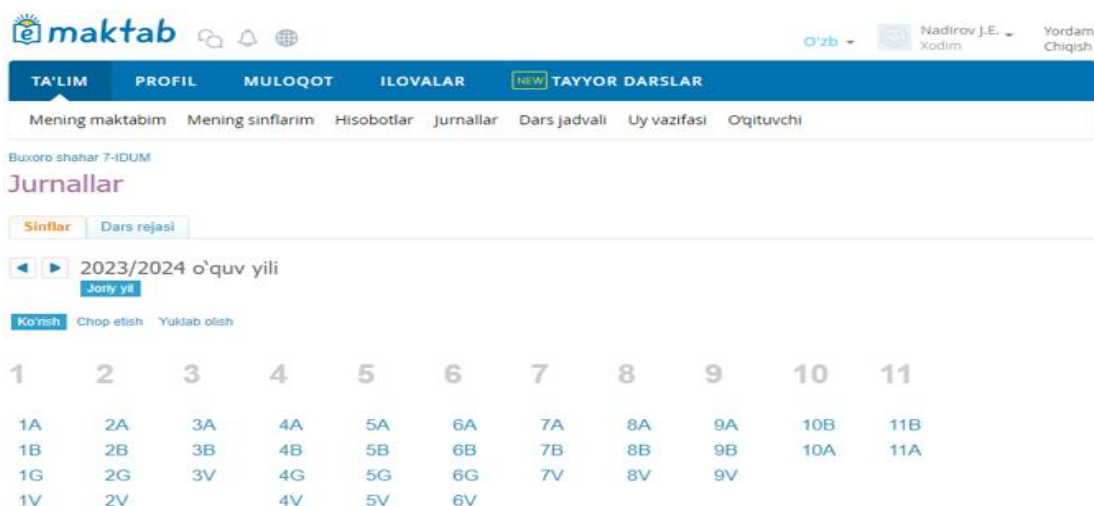 ē maktab
O'zb
Nadirov J.E.
Xodim
Yordam
Chiqish
TA'LIM PROFIL MULOQOT ILOVALAR NEW TAYYOR DARSLAR
Mening maktabim Mening sinflarim Hisobotlar Jurnallar Dars jadvali Uy vazifasi O'qituvchi
Buxoro shahar 7-IDUM
Jurnallar
Sinflar Dars rejasi
2023/2024 o`quv yili
Joriy yil
Ko'rish Chop etish Yuklab olish
1 2 3 4 5 6 7 8 9 10 11
1A 2A 3A 4A 5A 6A 7A 8A 9A 10B 11B
1B 2B 3B 4B 5B 6B 7B 8B 9B 10A 11A
1G 2G 3V 4G 5G 6G 7V 8V 9V
1V 2V 4V 5V 6V